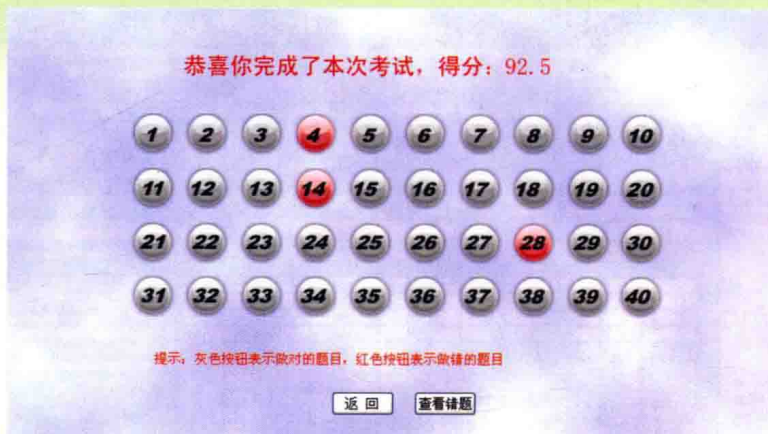 恭喜你完成了本次考试，得分：92.5
1 2 3 4 5 6 7 8 9 10
11 12 13 14 15 16 17 18 19 20
21 22 23 24 25 26 27 28 29 30
31 32 33 34 35 36 37 38 39 40
提示：灰色按钮表示做对的题目，红色按钮表示做错的题目
返 回 查看错题